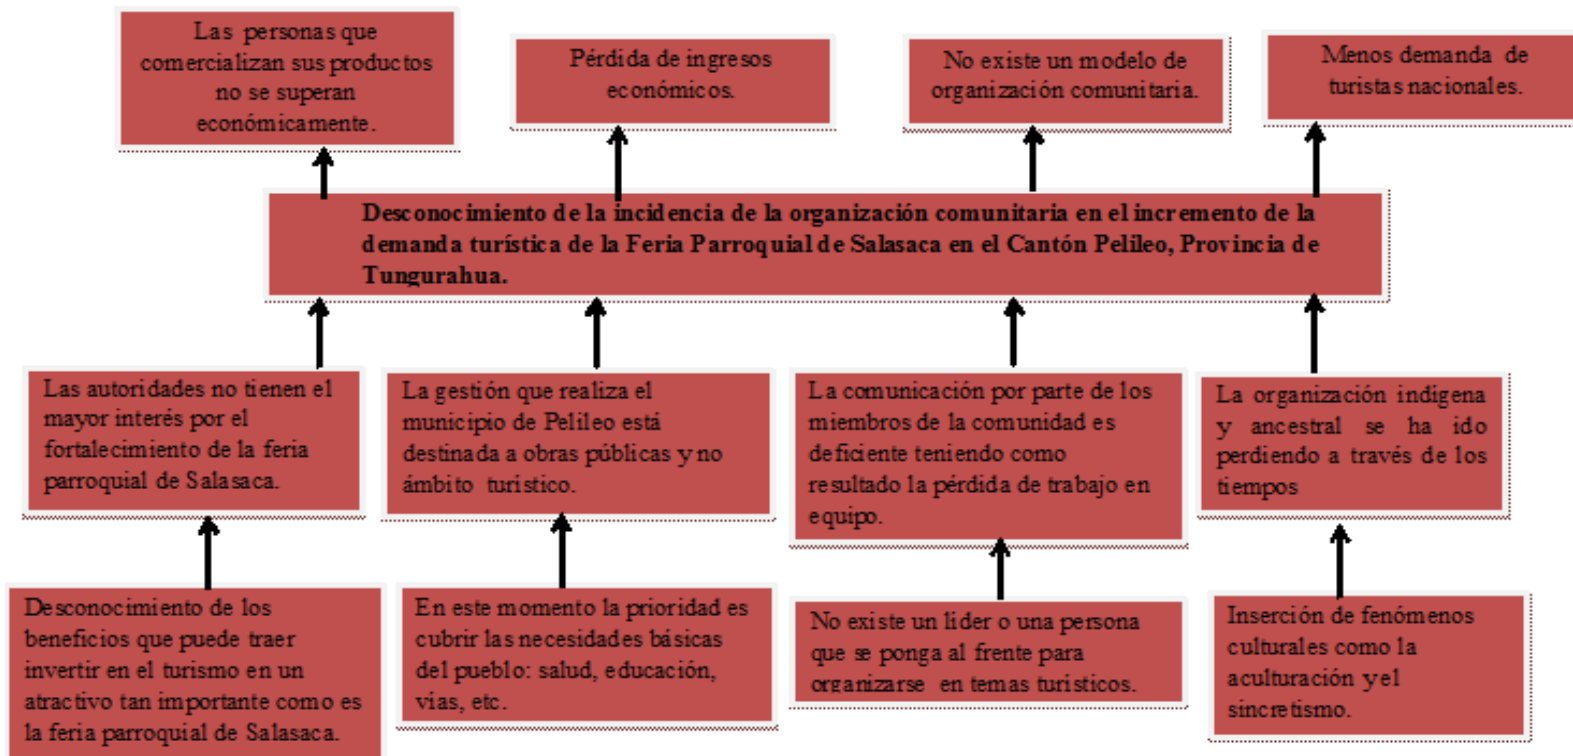 Las personas que
comercializan sus productos
no se superan
económicamente.
Pérdida de ingresos
económicos.
No existe un modelo de
organización comunitaria.
Menos demanda de
turistas nacionales.
Desconocimiento de la incidencia de la organización comunitaria en el incremento de la
demanda turística de la Feria Parroquial de Salasaca en el Cantón Pelileo, Provincia de
Tungurahua.
Las autoridades no tienen el
mayor interés por el
fortalecimiento de la feria
parroquial de Salasaca.
La gestión que realiza el
municipio de Pelileo está
destinada a obras públicas y no
ámbito turístico.
La comunicación por parte de los
miembros de la comunidad es
deficiente teniendo como
resultado la pérdida de trabajo en
equipo.
La organización indígena
y ancestral se ha ido
perdiendo a través de los
tiempos
Desconocimiento de los
beneficios que puede traer
invertir en el turismo en un
atractivo tan importante como es
la feria parroquial de Salasaca.
En este momento la prioridad es
cubrir las necesidades básicas
del pueblo: salud, educación,
vías, etc.
No existe un líder o una persona
que se ponga al frente para
organizarse en temas turísticos.
Inserción de fenómenos
culturales como la
aculturación y el
sincretismo.